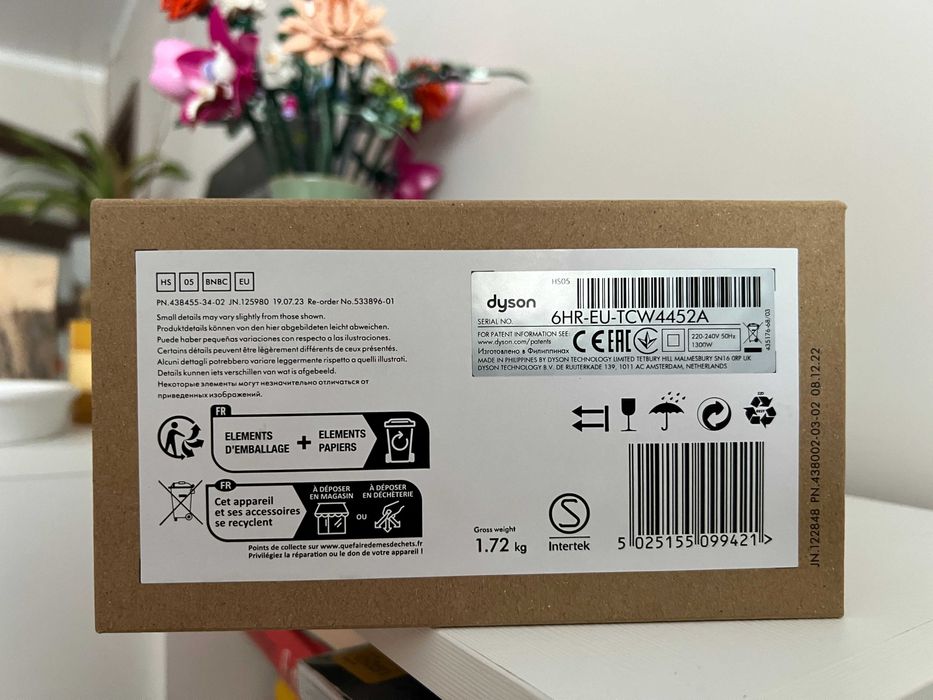 HS 05 BNBC EU
PN.438455-34-02 JN.125980 19.07.23 Re-order No.533896-01
Small details may vary slightly from those shown.
Produktdetails können von den hier abgebildeten leicht abweichen.
Puede haber pequeñas variaciones con respecto a las ilustraciones.
Certains détails peuvent être légèrement différents de ceux présentés.
Alcuni dettagli potrebbero variare leggermente rispetto a quelli illustrati.
Details kunnen iets verschillen van wat is afgebeeld.
Некоторые элементы могут незначительно отличаться от
приведенных изображений.
FR
ELEMENTS
D'EMBALLAGE
+
ELEMENTS
PAPIERS
FR
Cet appareil
et ses accessoires
se recyclent
À DÉPOSER
EN MAGASIN
OU
À DÉPOSER
EN DÉCHÈTERIE
Points de collecte sur www.quefairedemesdechets.fr
Privilégiez la réparation ou le don de votre appareil !
HS05
dyson
SERIAL NO.
6HR-EU-TCW4452A
FOR PATENT INFORMATION SEE:
www.dyson.com/patents
Изготовлено в Филиппинах
CE EAC
220-240V 50Hz
1300W
435176-68/03
MADE IN PHILIPPINES BY DYSON TECHNOLOGY LIMITED TETBURY HILL MALMESBURY SN16 0RP UK
DYSON TECHNOLOGY B.V. DE RUIJTERKADE 139, 1011 AC AMSTERDAM, NETHERLANDS
Gross weight
1.72 kg
S
Intertek
5 025155 099421 >
JN.122848 PN.438002-03-02 08.12.22